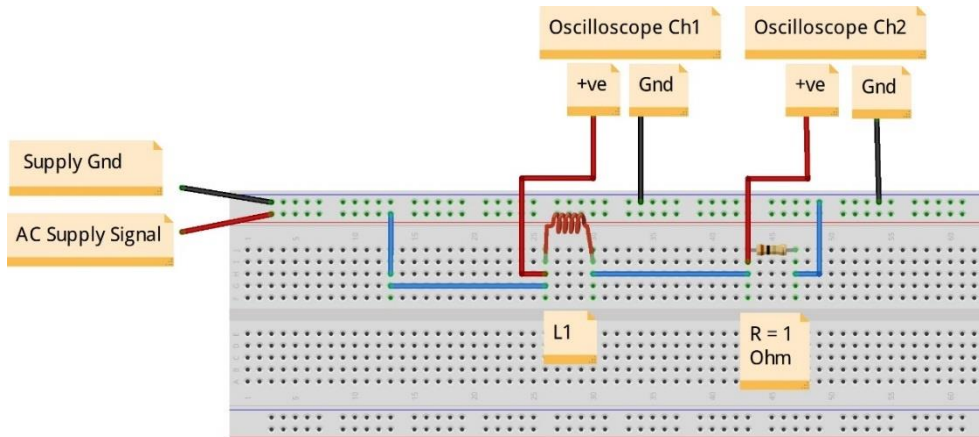 Oscilloscope Ch1
Oscilloscope Ch2
+ve
Gnd
+ve
Gnd
Supply Gnd
AC Supply Signal
L1
R = 1
Ohm